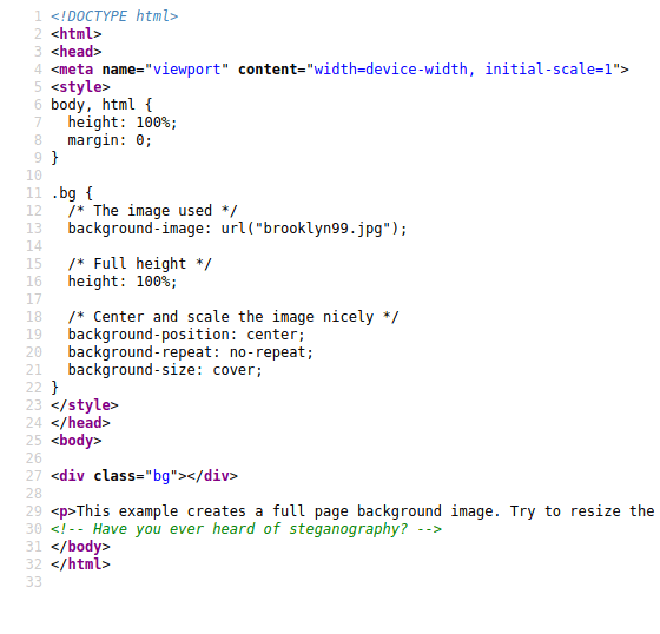 1 <!DOCTYPE html>
2 <html>
3 <head>
4 <meta name="viewport" content="width=device-width, initial-scale=1">
5 <style>
6 body, html {
7   height: 100%;
8   margin: 0;
9 }
10
11 .bg {
12   /* The image used */
13   background-image: url("brooklyn99.jpg");
14
15   /* Full height */
16   height: 100%;
17
18   /* Center and scale the image nicely */
19   background-position: center;
20   background-repeat: no-repeat;
21   background-size: cover;
22 }
23 </style>
24 </head>
25 <body>
26
27 <div class="bg"></div>
28
29 <p>This example creates a full page background image. Try to resize the
30 <!-- Have you ever heard of steganography? -->
31 </body>
32 </html>
33